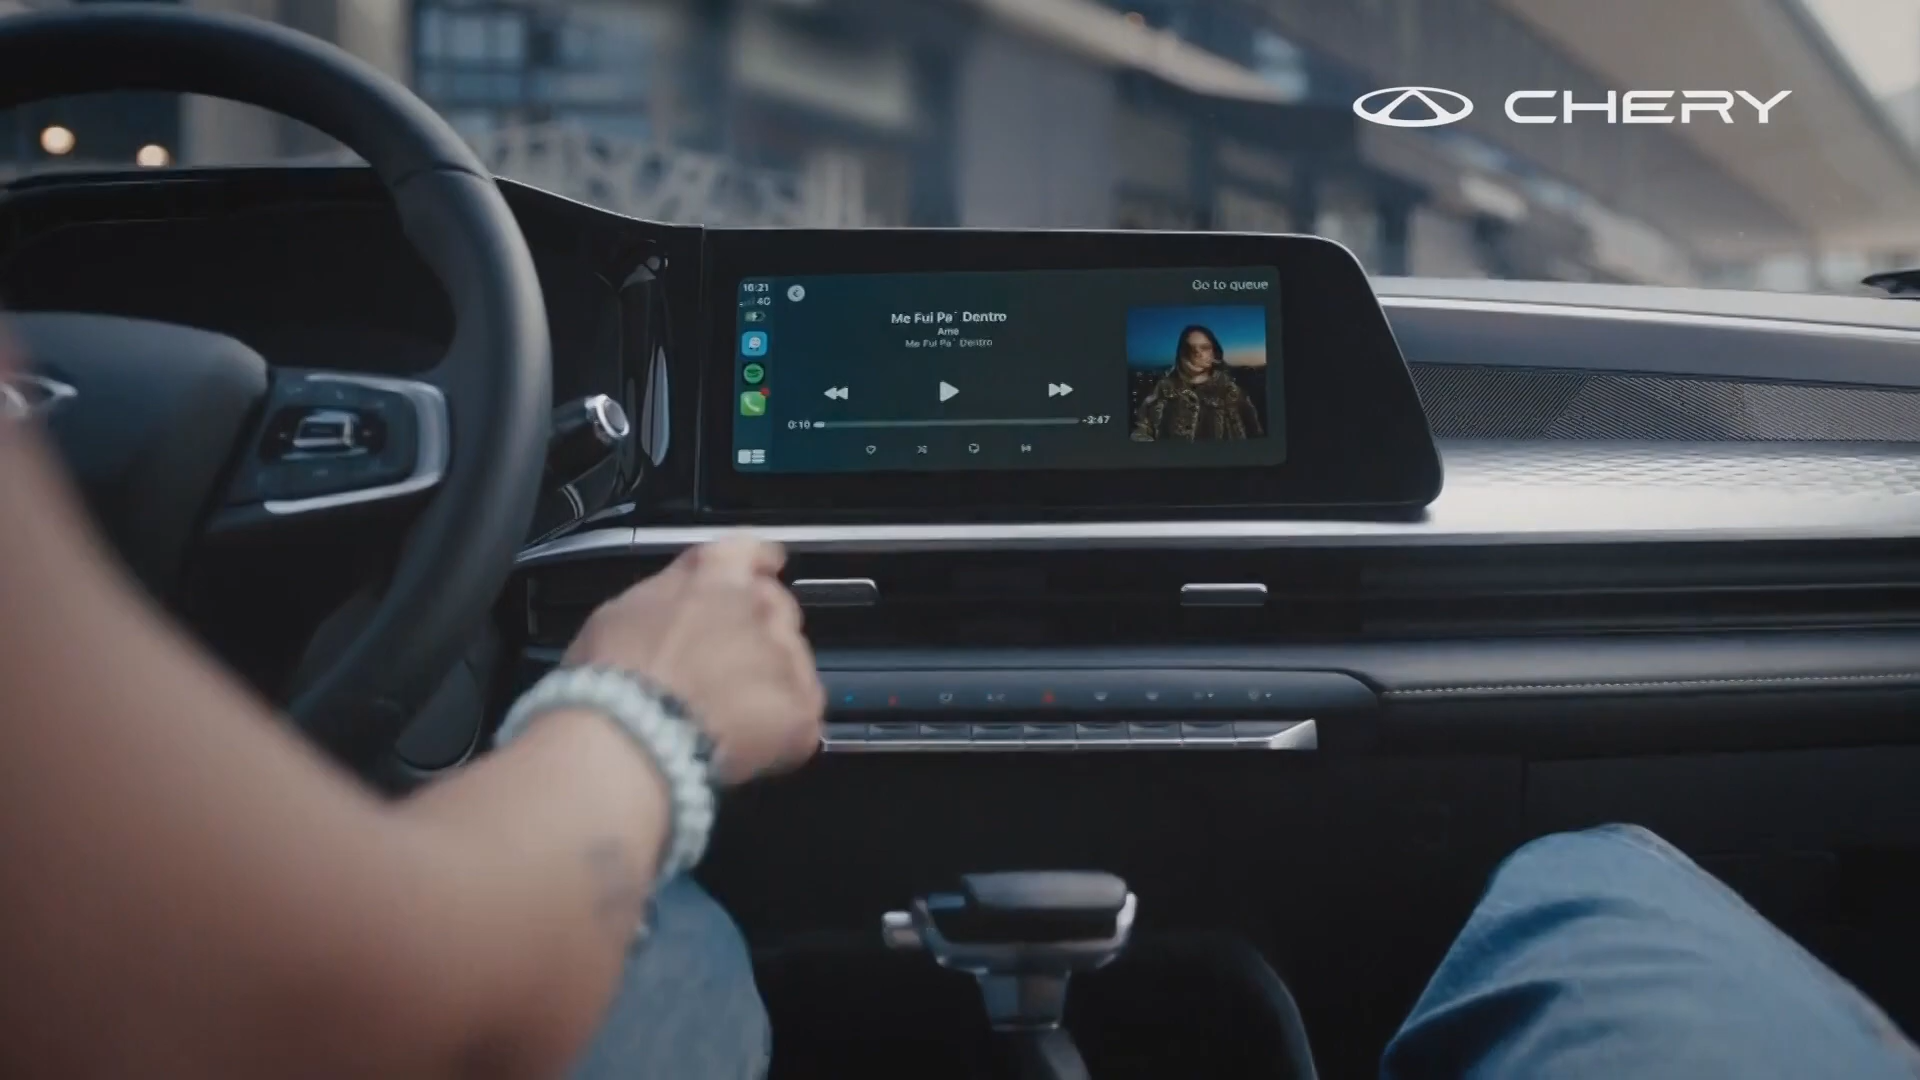 CHERY
16:21
4G
Go to queue
Me Fui Pa´ Dentro
Ame
Me Fui Pa´ Dentro
0:10
-3:47